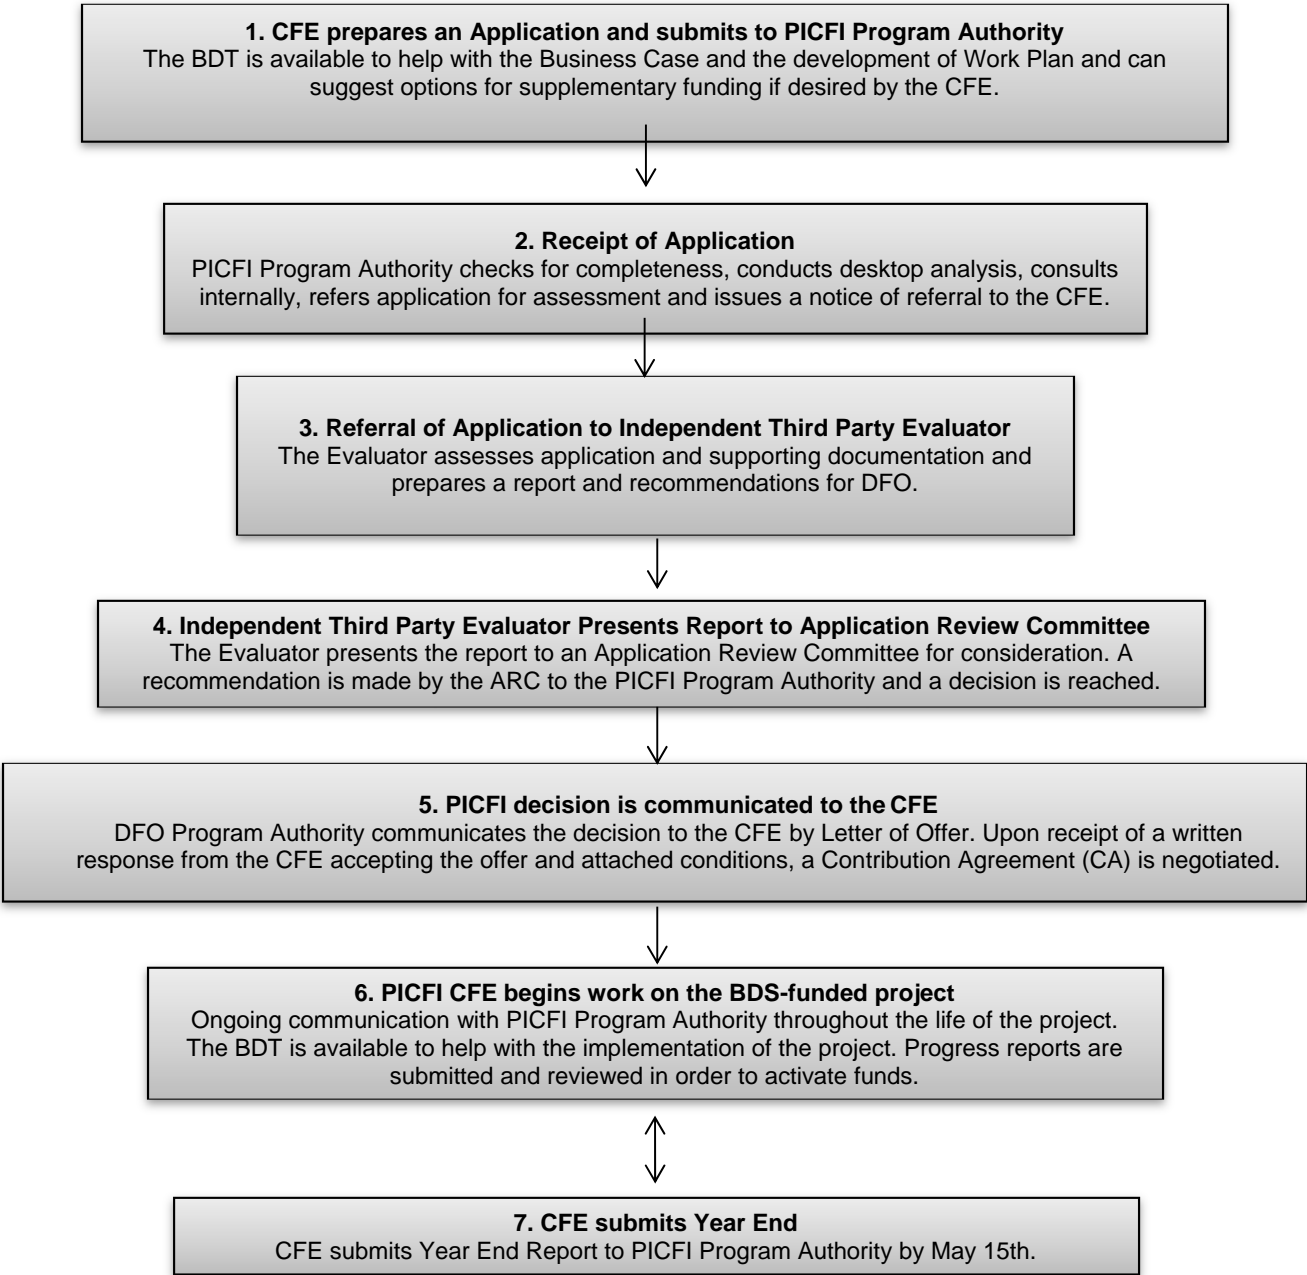 1. CFE prepares an Application and submits to PICFI Program Authority
The BDT is available to help with the Business Case and the development of Work Plan and can
suggest options for supplementary funding if desired by the CFE.
2. Receipt of Application
PICFI Program Authority checks for completeness, conducts desktop analysis, consults
internally, refers application for assessment and issues a notice of referral to the CFE.
3. Referral of Application to Independent Third Party Evaluator
The Evaluator assesses application and supporting documentation and
prepares a report and recommendations for DFO.
4. Independent Third Party Evaluator Presents Report to Application Review Committee
The Evaluator presents the report to an Application Review Committee for consideration. A
recommendation is made by the ARC to the PICFI Program Authority and a decision is reached.
5. PICFI decision is communicated to the CFE
DFO Program Authority communicates the decision to the CFE by Letter of Offer. Upon receipt of a written
response from the CFE accepting the offer and attached conditions, a Contribution Agreement (CA) is negotiated.
6. PICFI CFE begins work on the BDS-funded project
Ongoing communication with PICFI Program Authority throughout the life of the project.
The BDT is available to help with the implementation of the project. Progress reports are
submitted and reviewed in order to activate funds.
7. CFE submits Year End
CFE submits Year End Report to PICFI Program Authority by May 15th.